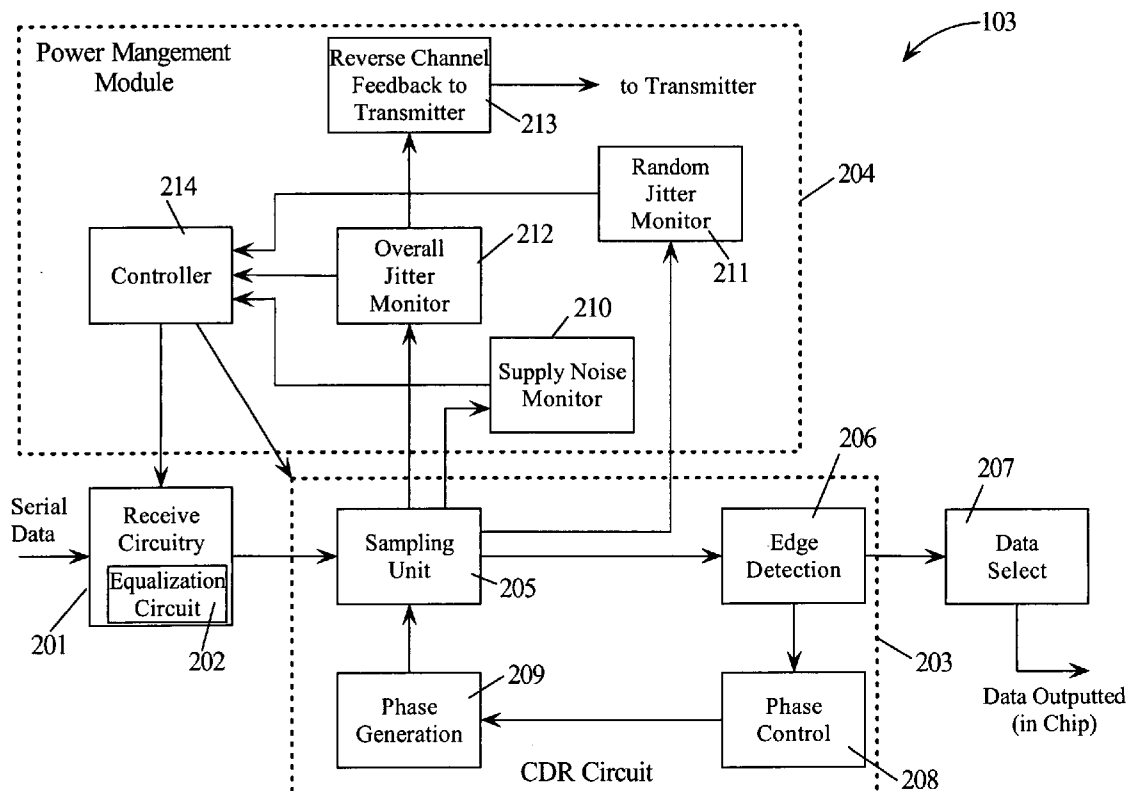 103
Power Mangement
Module
Reverse Channel
Feedback to
Transmitter
213
to Transmitter
204
Random
Jitter
Monitor
211
214
Controller
Overall
Jitter
Monitor
212
210
Supply Noise
Monitor
Serial
Data
Receive
Circuitry
Equalization
Circuit
201
202
Sampling
Unit
205
206
Edge
Detection
207
Data
Select
203
209
Phase
Generation
Phase
Control
208
Data Outputted
(in Chip)
CDR Circuit